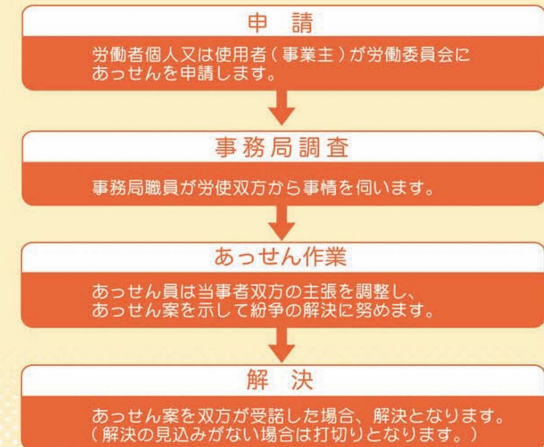 申 請
労働者個人又は使用者(事業主)が労働委員会に
あっせんを申請します。
事務局調査
事務局職員が労使双方から事情を伺います。
あっせん作業
あっせん員は当事者双方の主張を調整し、
あっせん案を示して紛争の解決に努めます。
解 決
あっせん案を双方が受諾した場合、解決となります。
(解決の見込みがない場合は打切りとなります。)